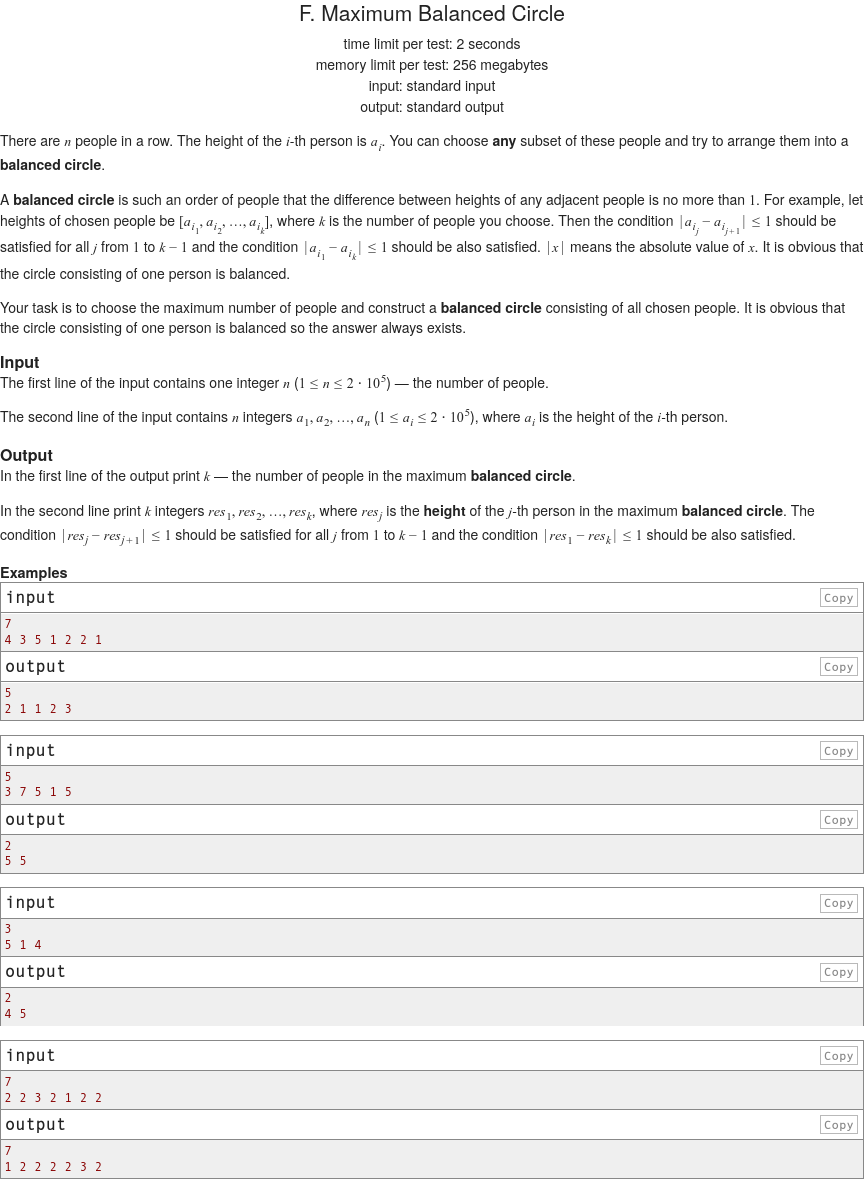 F. Maximum Balanced Circle
time limit per test: 2 seconds
memory limit per test: 256 megabytes
input: standard input
output: standard output
There are n people in a row. The height of the i-th person is a_i. You can choose any subset of these people and try to arrange them into a
balanced circle.
A balanced circle is such an order of people that the difference between heights of any adjacent people is no more than 1. For example, let
heights of chosen people be [a_{i_1}, a_{i_2}, …, a_{i_k}], where k is the number of people you choose. Then the condition |a_{i_j} − a_{i_{j+1}}| ≤ 1 should be
satisfied for all j from 1 to k − 1 and the condition |a_{i_1} − a_{i_k}| ≤ 1 should be also satisfied. |x| means the absolute value of x. It is obvious that
the circle consisting of one person is balanced.
Your task is to choose the maximum number of people and construct a balanced circle consisting of all chosen people. It is obvious that
the circle consisting of one person is balanced so the answer always exists.
Input
The first line of the input contains one integer n (1 ≤ n ≤ 2 · 10^5) — the number of people.
The second line of the input contains n integers a_1, a_2, …, a_n (1 ≤ a_i ≤ 2 · 10^5), where a_i is the height of the i-th person.
Output
In the first line of the output print k — the number of people in the maximum balanced circle.
In the second line print k integers res_1, res_2, …, res_k, where res_j is the height of the j-th person in the maximum balanced circle. The
condition |res_j − res_{j+1}| ≤ 1 should be satisfied for all j from 1 to k − 1 and the condition |res_1 − res_k| ≤ 1 should be also satisfied.
Examples
input Copy
7
4 3 5 1 2 2 1
output Copy
5
2 1 1 2 3
input Copy
5
3 7 5 1 5
output Copy
2
5 5
input Copy
3
5 1 4
output Copy
2
4 5
input Copy
7
2 2 3 2 1 2 2
output Copy
7
1 2 2 2 2 3 2